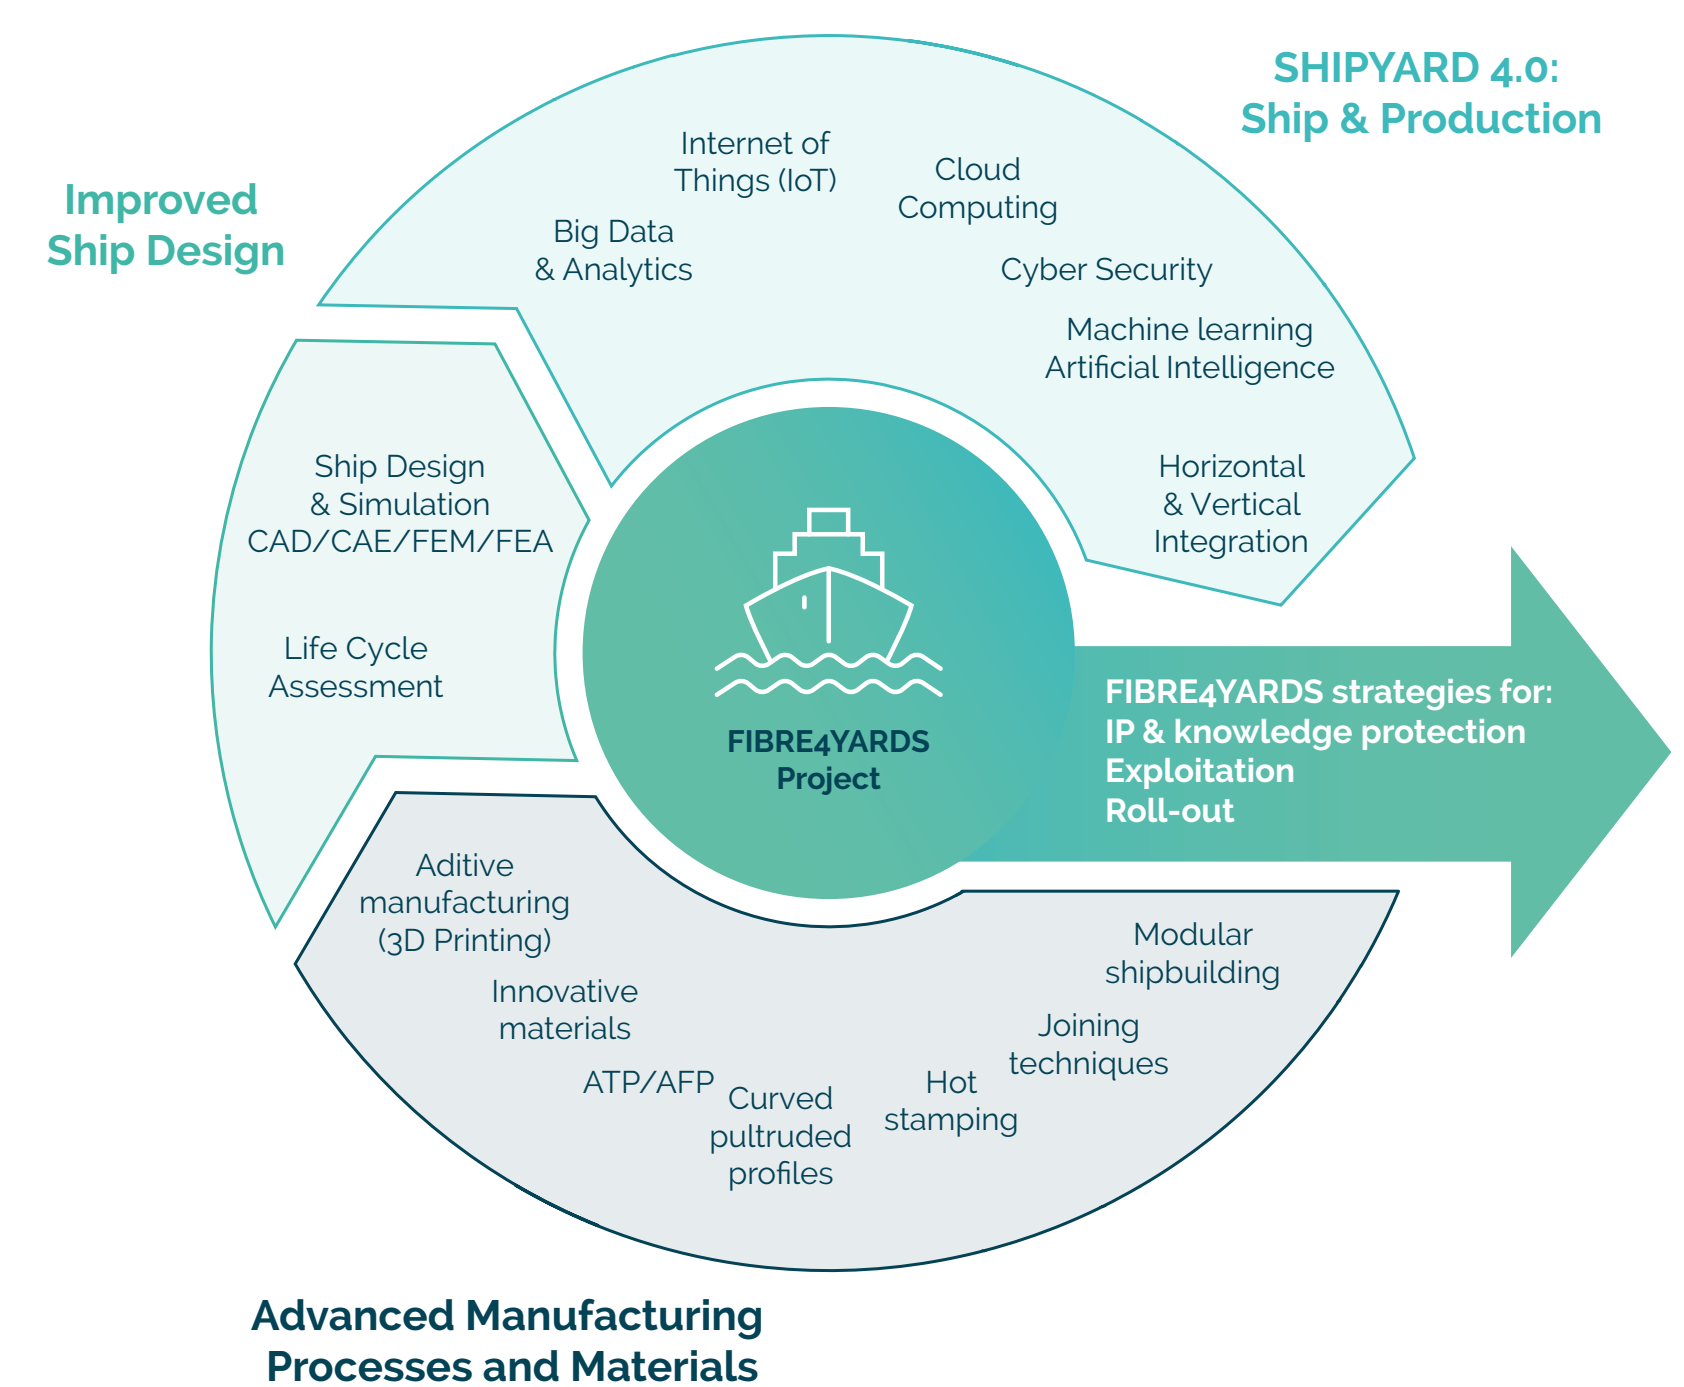 SHIPYARD 4.0:
Ship & Production
Improved
Ship Design
Internet of
Things (IoT)
Cloud
Computing
Big Data
& Analytics
Cyber Security
Machine learning
Artificial Intelligence
Horizontal
& Vertical
Integration
Ship Design
& Simulation
CAD/CAE/FEM/FEA
Life Cycle
Assessment
FIBRE4YARDS
Project
FIBRE4YARDS strategies for:
IP & knowledge protection
Exploitation
Roll-out
Aditive
manufacturing
(3D Printing)
Innovative
materials
ATP/AFP
Curved
pultruded
profiles
Hot
stamping
Joining
techniques
Modular
shipbuilding
Advanced Manufacturing
Processes and Materials